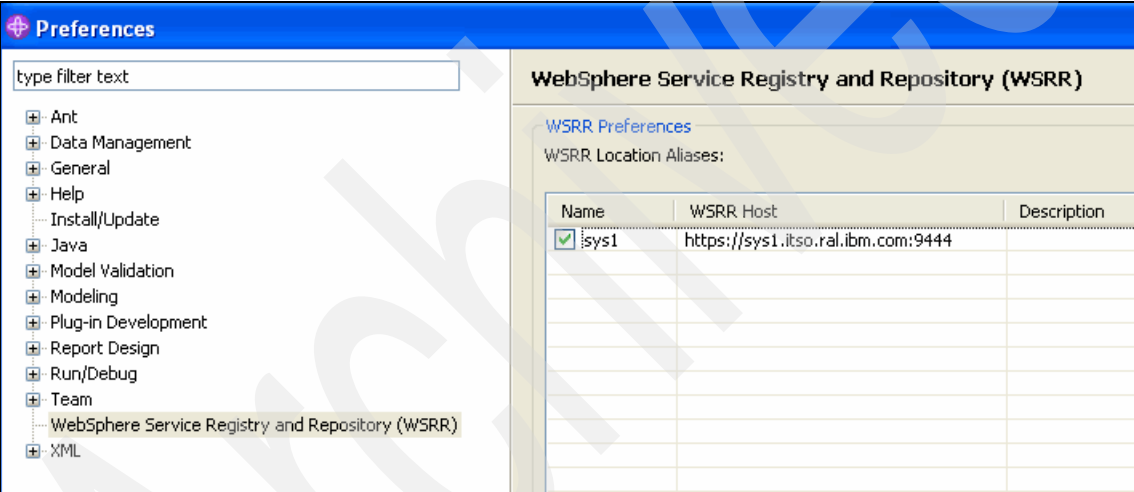 Preferences
type filter text
Ant
Data Management
General
Help
Install/Update
Java
Model Validation
Modeling
Plug-in Development
Report Design
Run/Debug
Team
WebSphere Service Registry and Repository (WSRR)
XML
WebSphere Service Registry and Repository (WSRR)
WSRR Preferences
WSRR Location Aliases:
Name WSRR Host Description
sys1 https://sys1.itso.ral.ibm.com:9444